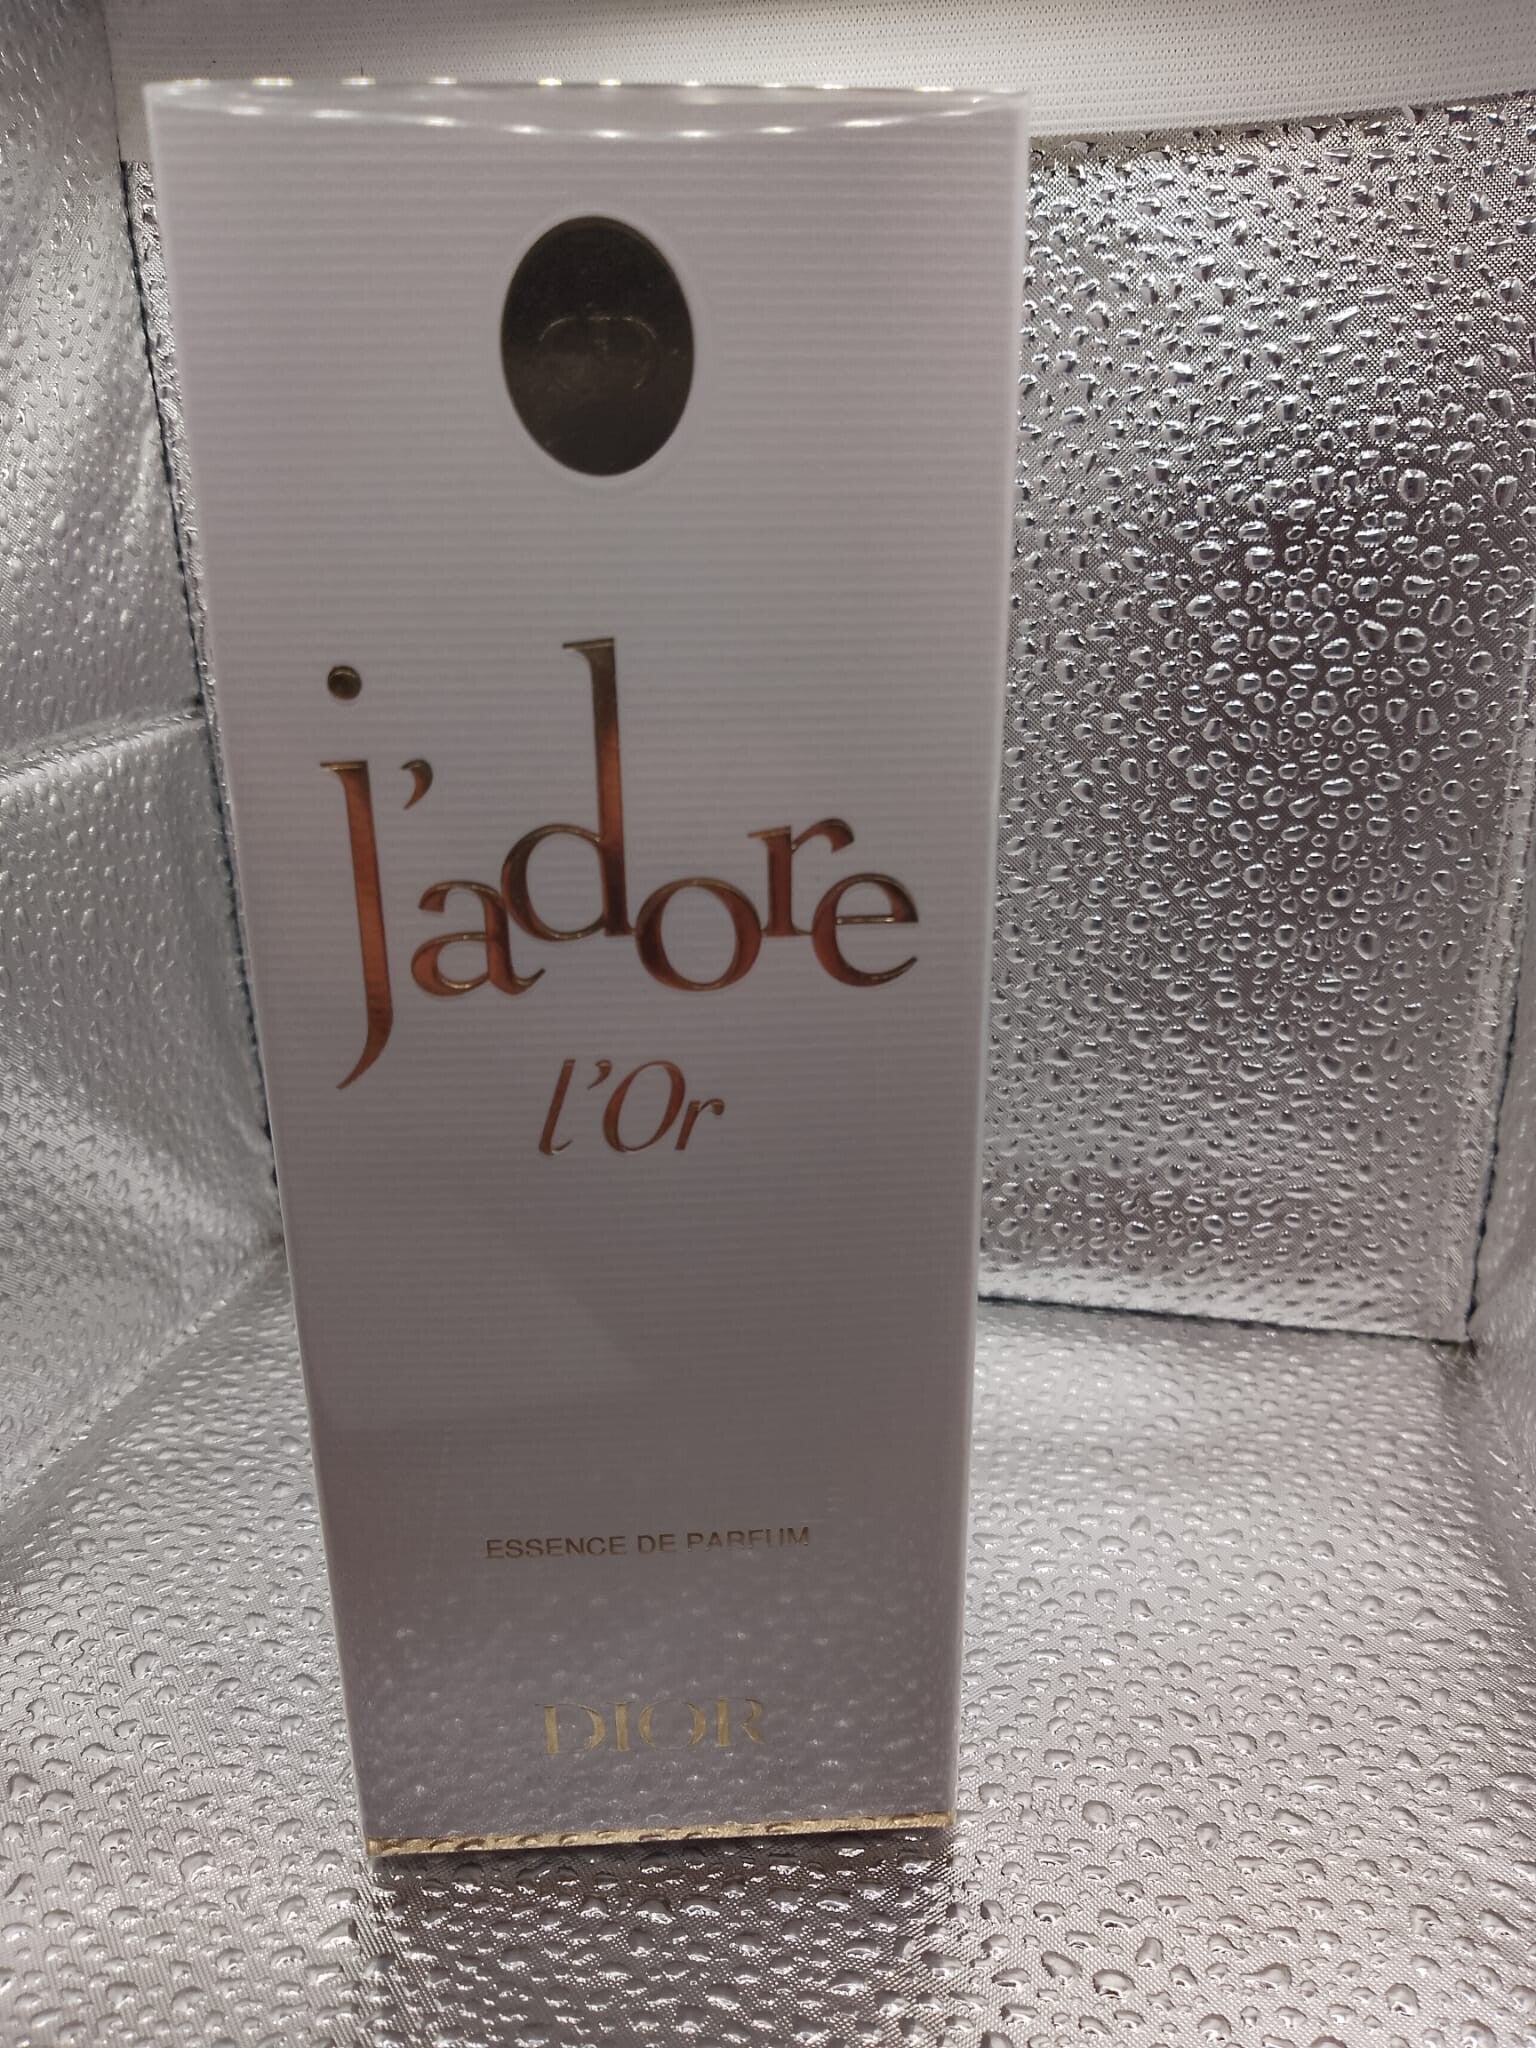 j'adore
l'Or
ESSENCE DE PARFUM
DIOR